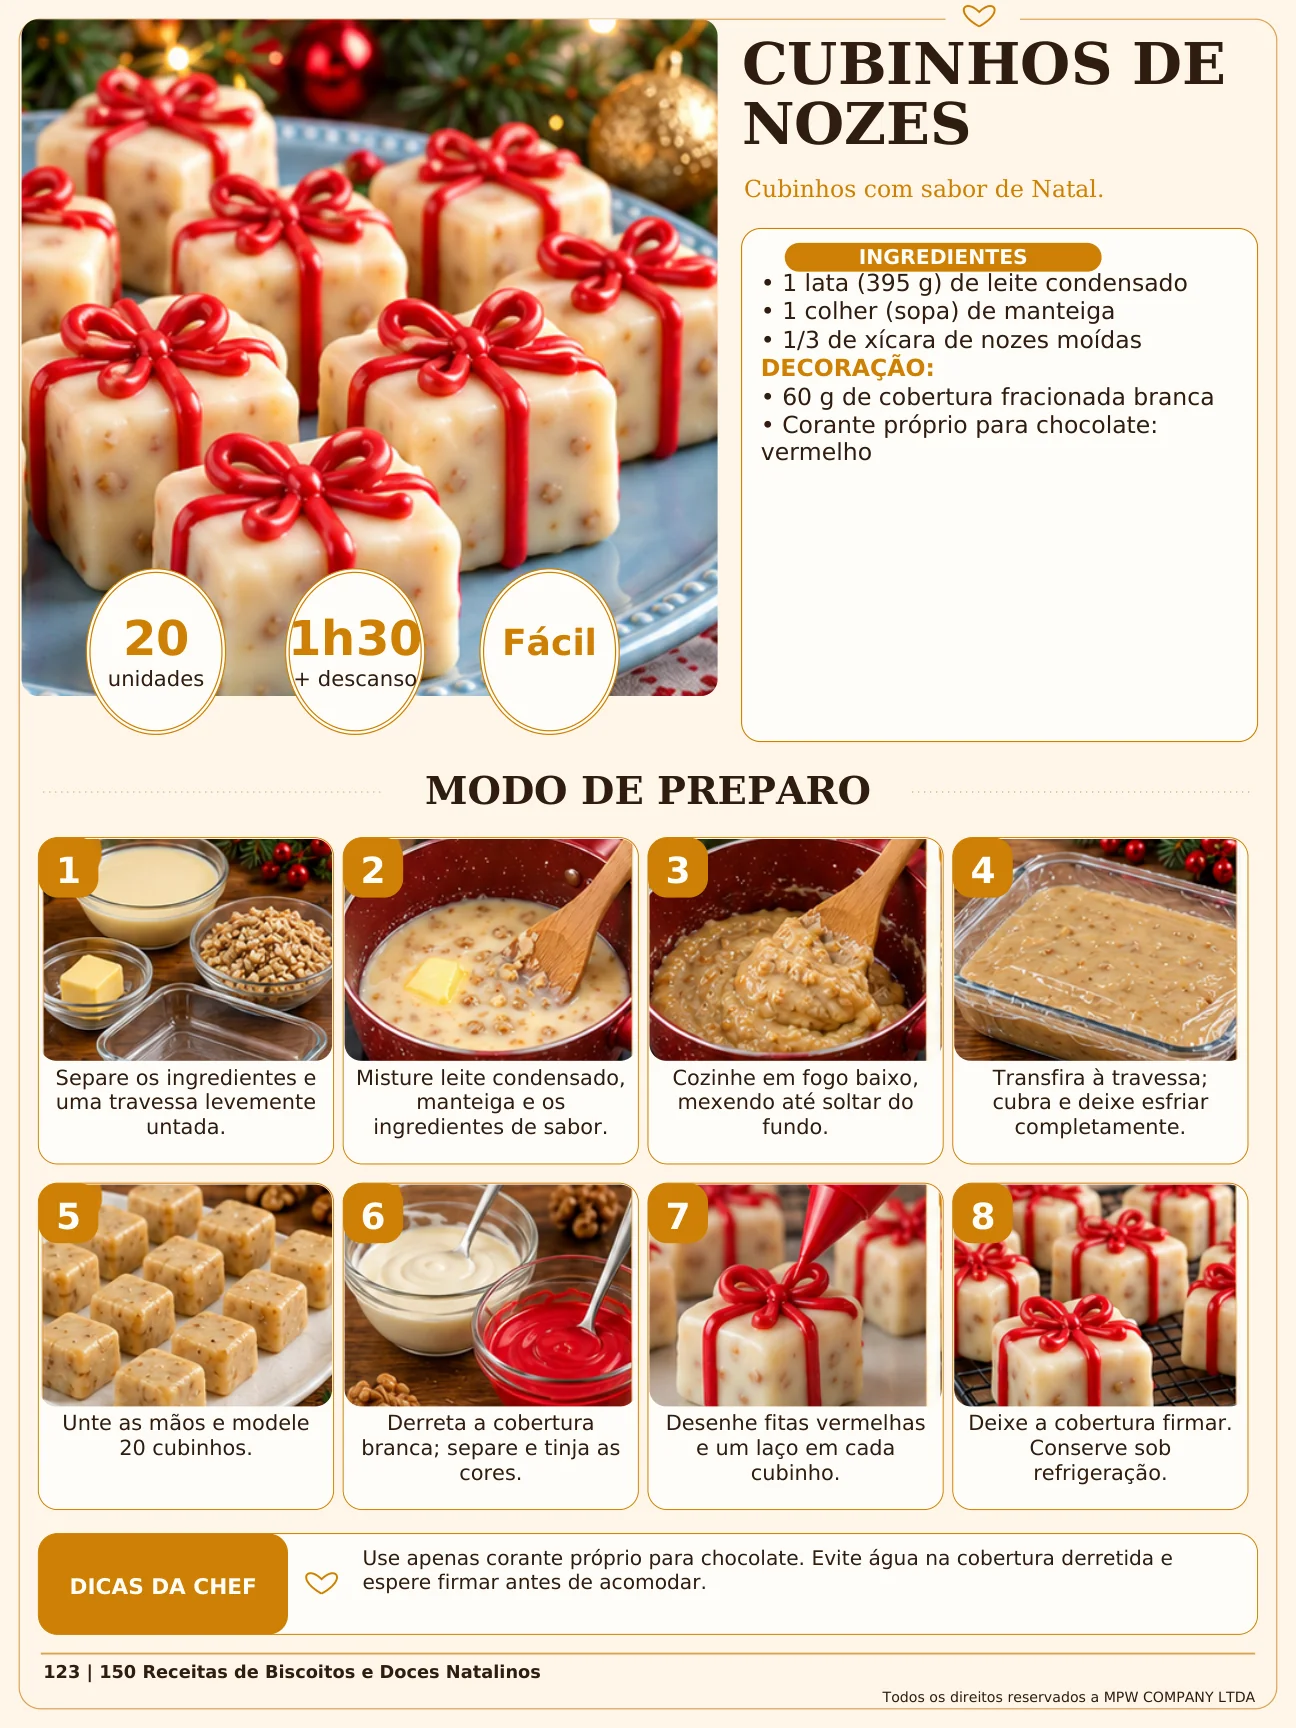 CUBINHOS DE
NOZES
Cubinhos com sabor de Natal.
INGREDIENTES
• 1 lata (395 g) de leite condensado
• 1 colher (sopa) de manteiga
• 1/3 de xícara de nozes moídas
DECORAÇÃO:
• 60 g de cobertura fracionada branca
• Corante próprio para chocolate:
vermelho
20
unidades
1h30
+ descanso
Fácil
MODO DE PREPARO
1
Separe os ingredientes e
uma travessa levemente
untada.
2
Misture leite condensado,
manteiga e os
ingredientes de sabor.
3
Cozinhe em fogo baixo,
mexendo até soltar do
fundo.
4
Transfira à travessa;
cubra e deixe esfriar
completamente.
5
Unte as mãos e modele
20 cubinhos.
6
Derreta a cobertura
branca; separe e tinja as
cores.
7
Desenhe fitas vermelhas
e um laço em cada
cubinho.
8
Deixe a cobertura firmar.
Conserve sob
refrigeração.
DICAS DA CHEF
Use apenas corante próprio para chocolate. Evite água na cobertura derretida e
espere firmar antes de acomodar.
123 | 150 Receitas de Biscoitos e Doces Natalinos
Todos os direitos reservados a MPW COMPANY LTDA